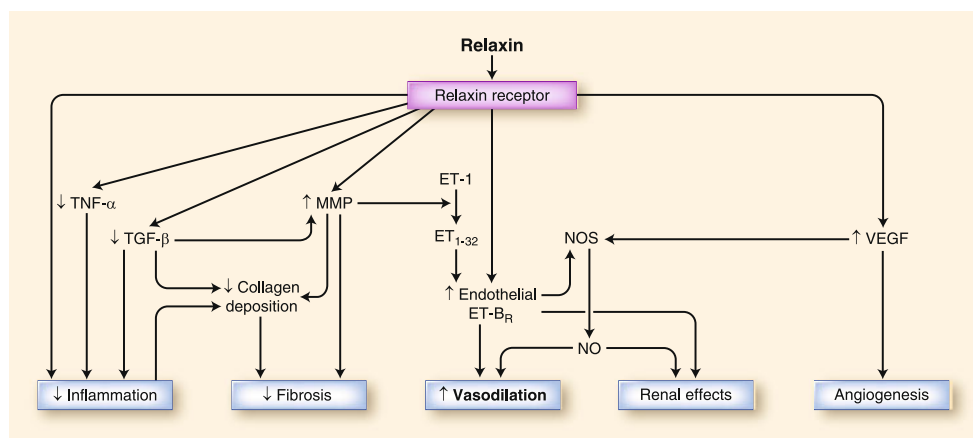 Relaxin
Relaxin receptor
↓ TNF-α
↑ MMP
ET-1
↓ TGF-β
ET1-32
NOS
↑ VEGF
↓ Collagen
deposition
↑ Endothelial
ET-BR
NO
↓ Inflammation
↓ Fibrosis
↑ Vasodilation
Renal effects
Angiogenesis